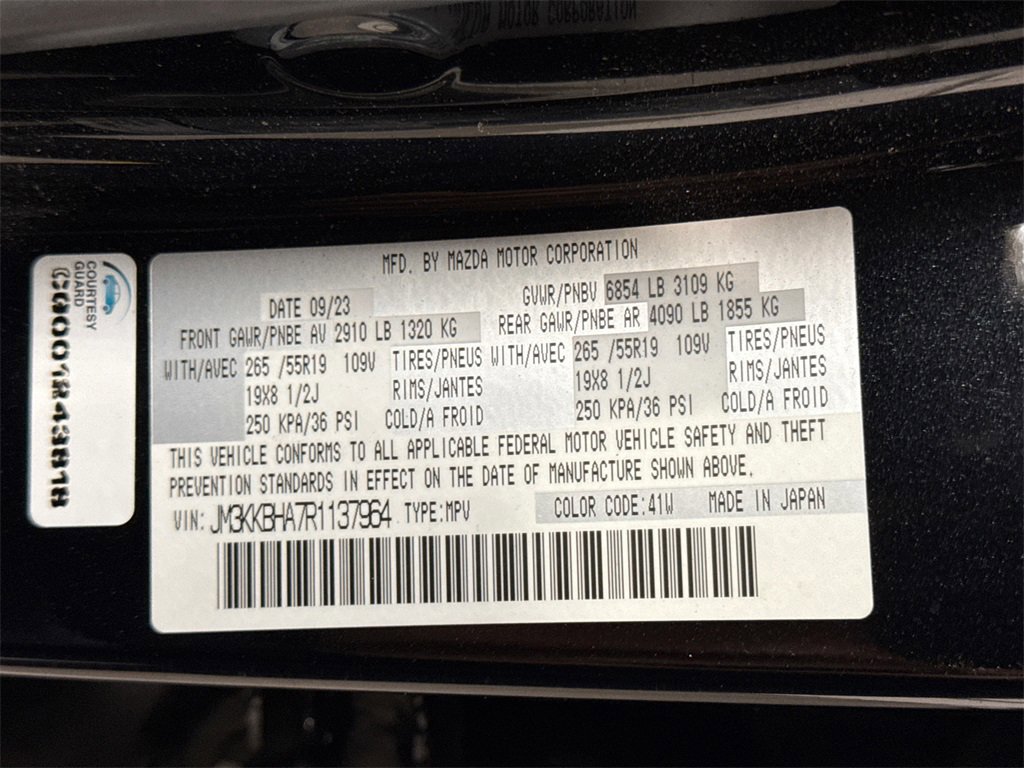 MFD. BY MAZDA MOTOR CORPORATION
DATE 09/23
GVWR/PNBV 6854 LB 3109 KG
FRONT GAWR/PNBE AV 2910 LB 1320 KG
REAR GAWR/PNBE AR 4090 LB 1855 KG
WITH/AVEC 265 /55R19 109V TIRES/PNEUS
19X8 1/2J RIMS/JANTES
250 KPA/36 PSI COLD/A FROID
WITH/AVEC 265 /55R19 109V TIRES/PNEUS
19X8 1/2J RIMS/JANTES
250 KPA/36 PSI COLD/A FROID
THIS VEHICLE CONFORMS TO ALL APPLICABLE FEDERAL MOTOR VEHICLE SAFETY AND THEFT
PREVENTION STANDARDS IN EFFECT ON THE DATE OF MANUFACTURE SHOWN ABOVE.
VIN: JM3KKBHA7R1137964 TYPE:MPV
COLOR CODE:41W MADE IN JAPAN
COURTESY
GUARD